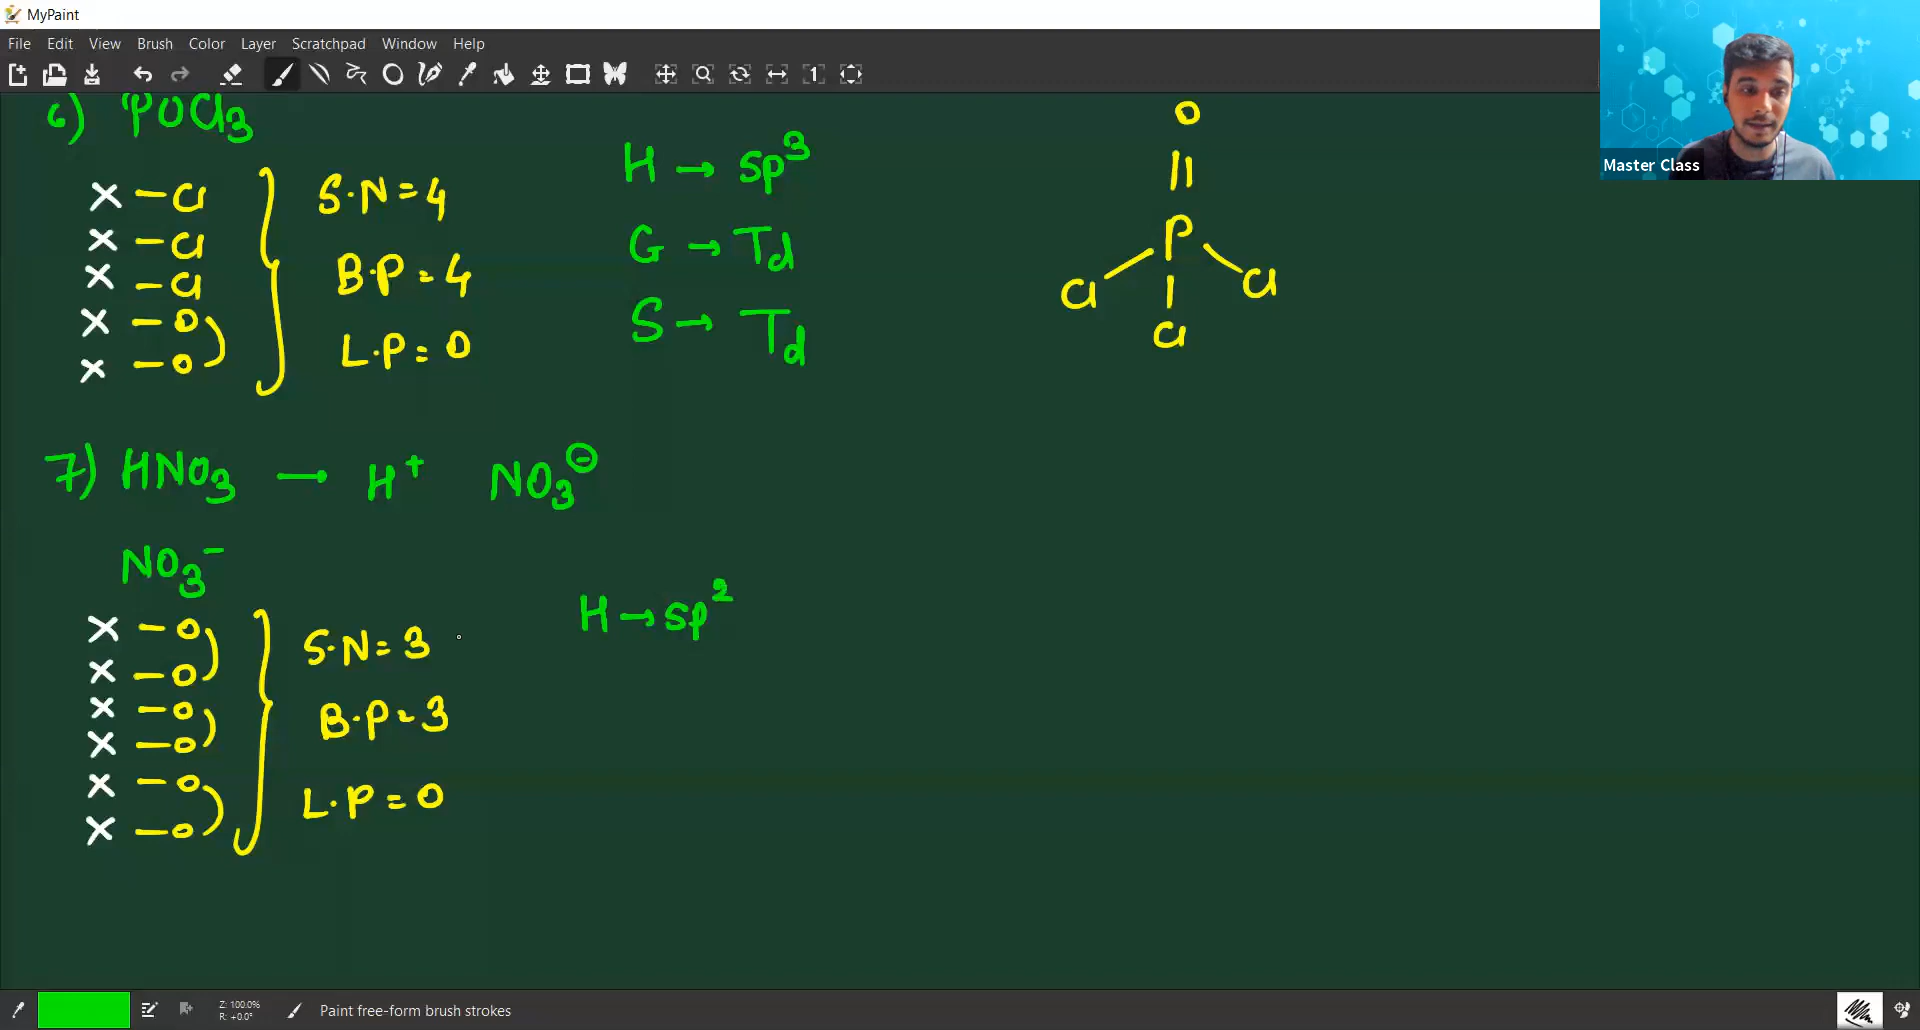 MyPaint
File Edit View Brush Color Layer Scratchpad Window Help
1
Master Class
6) POCl3
X - Cl
X - Cl
X - Cl
X - O
X - O
S.N = 4
B.P = 4
L.P = 0
H → sp³
G → Td
S → Td
O
||
P
Cl Cl
Cl
7) HNO3 → H⁺ NO3⊖
NO3⁻
X - O
X - O
X - O
X - O
X - O
X - O
S.N = 3
B.P = 3
L.P = 0
H → sp²
Z: 100.0%
R: +0.0°
Paint free-form brush strokes